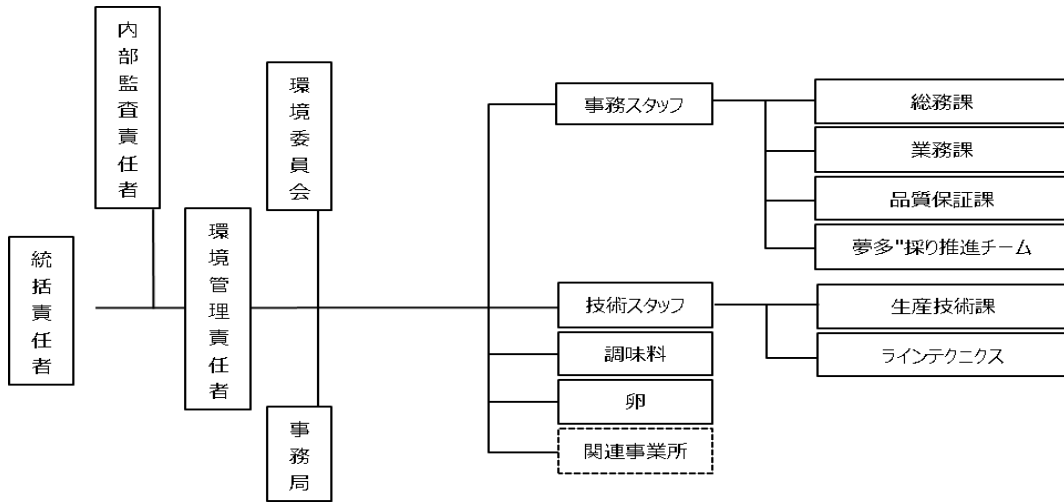 統括責任者
内部監査責任者
環境管理責任者
環境委員会
事務局
事務スタッフ
総務課
業務課
品質保証課
夢多"採り推進チーム
技術スタッフ
生産技術課
ラインテクニクス
調味料
卵
関連事業所